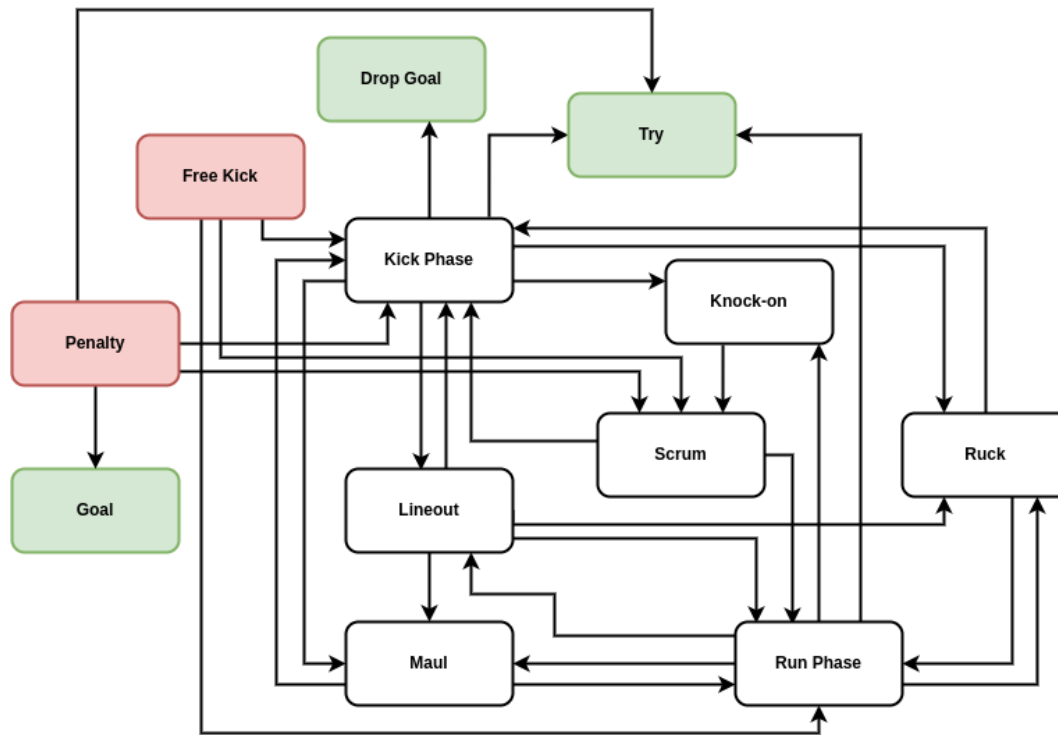 Drop Goal
Try
Free Kick
Kick Phase
Knock-on
Penalty
Scrum
Ruck
Goal
Lineout
Maul
Run Phase